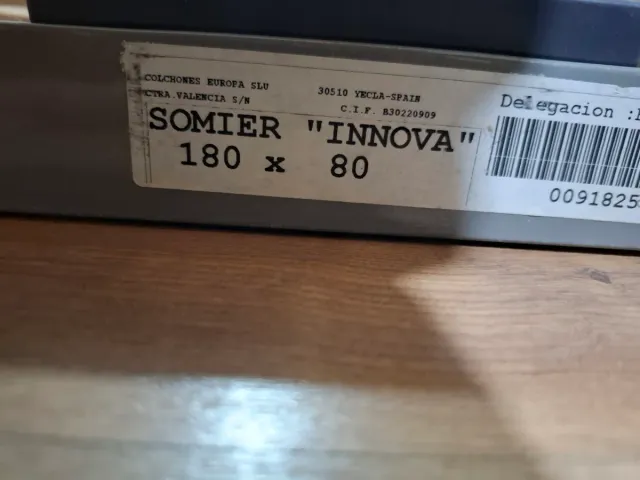 COLCHONES EUROPA SLU
CTRA.VALENCIA S/N
30510 YECLA-SPAIN
C.I.F. B30220909
SOMIER "INNOVA"
180 x 80
Delegacion :
0091825